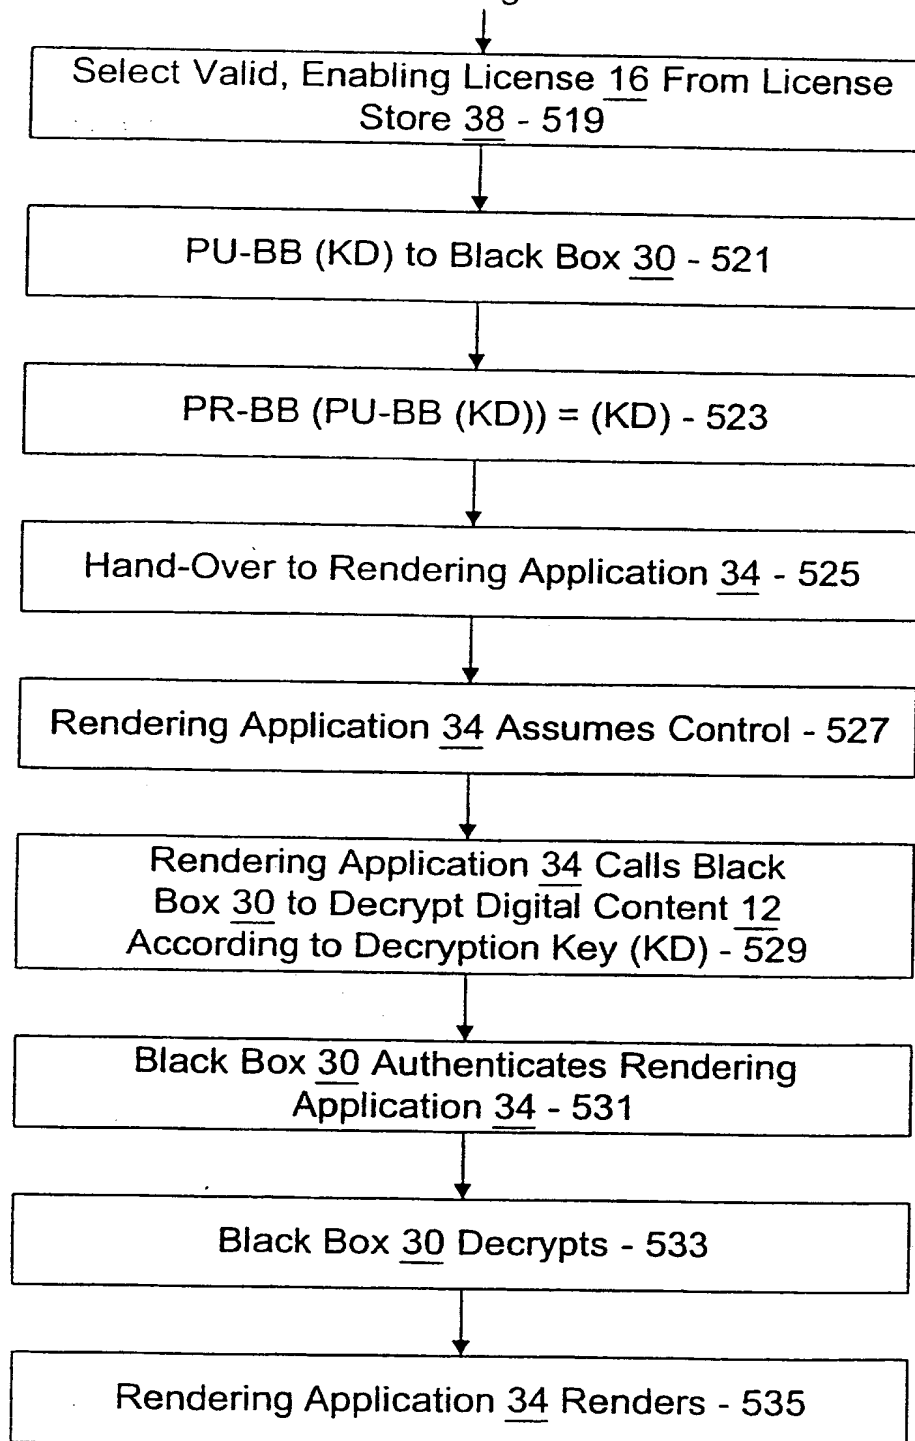 Select Valid, Enabling License 16 From License
Store 38 - 519
PU-BB (KD) to Black Box 30 - 521
PR-BB (PU-BB (KD)) = (KD) - 523
Hand-Over to Rendering Application 34 - 525
Rendering Application 34 Assumes Control - 527
Rendering Application 34 Calls Black
Box 30 to Decrypt Digital Content 12
According to Decryption Key (KD) - 529
Black Box 30 Authenticates Rendering
Application 34 - 531
Black Box 30 Decrypts - 533
Rendering Application 34 Renders - 535